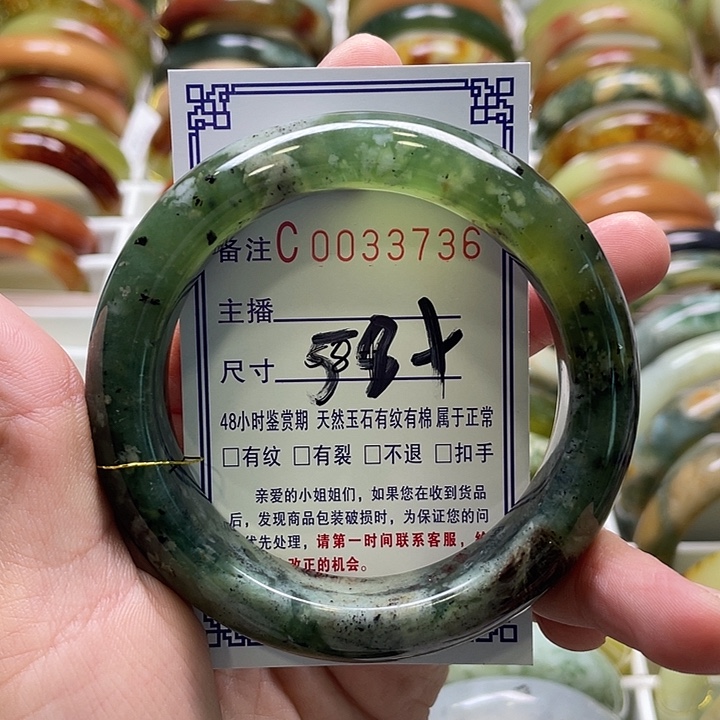 备注C0033736
主播
尺寸
48小时鉴赏期 天然玉石有纹有棉 属于正常
□有纹 □有裂 □不退 □扣手
亲爱的小姐姐们，如果您在收到货品
后，发现商品包装破损时，为保证您的问
优先处理，请第一时间联系客服，给
改正的机会。